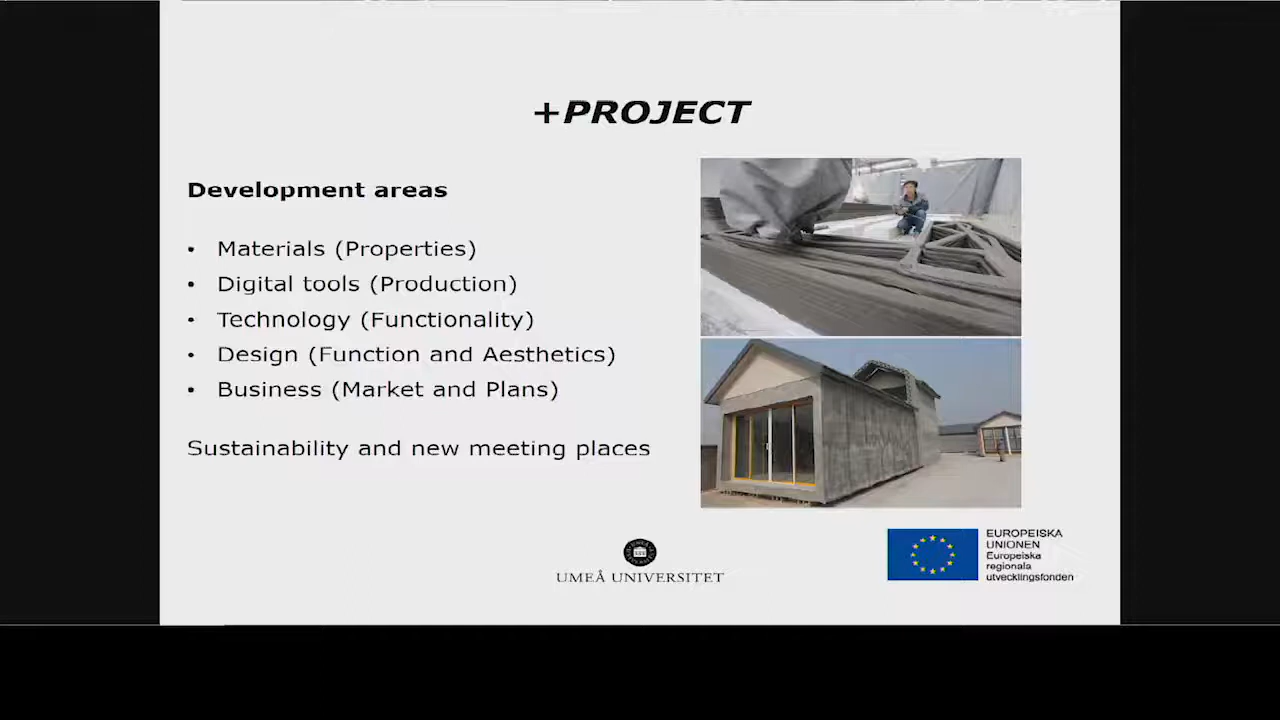 +PROJECT
Development areas
• Materials (Properties)
• Digital tools (Production)
• Technology (Functionality)
• Design (Function and Aesthetics)
• Business (Market and Plans)
Sustainability and new meeting places
UMEÅ UNIVERSITET
EUROPEISKA
UNIONEN
Europeiska
regionala
utvecklingsfonden